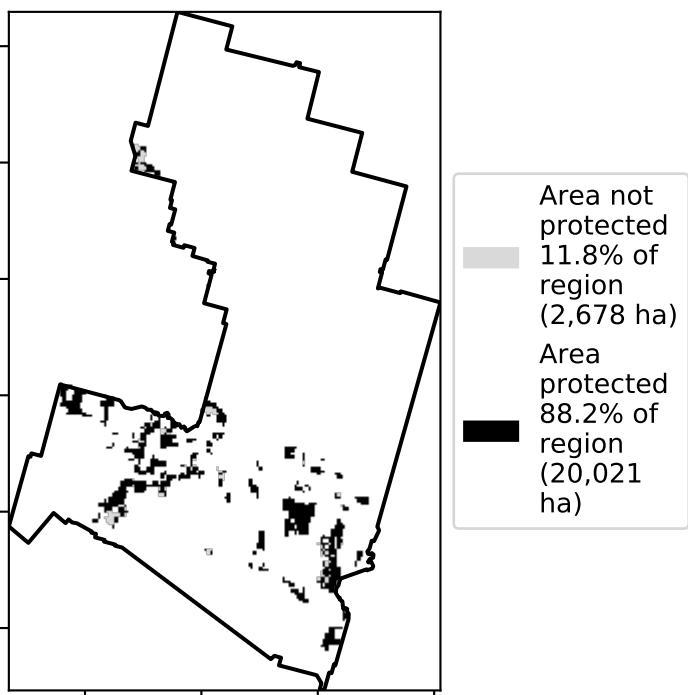 Area not
protected
11.8% of
region
(2,678 ha)
Area
protected
88.2% of
region
(20,021
ha)